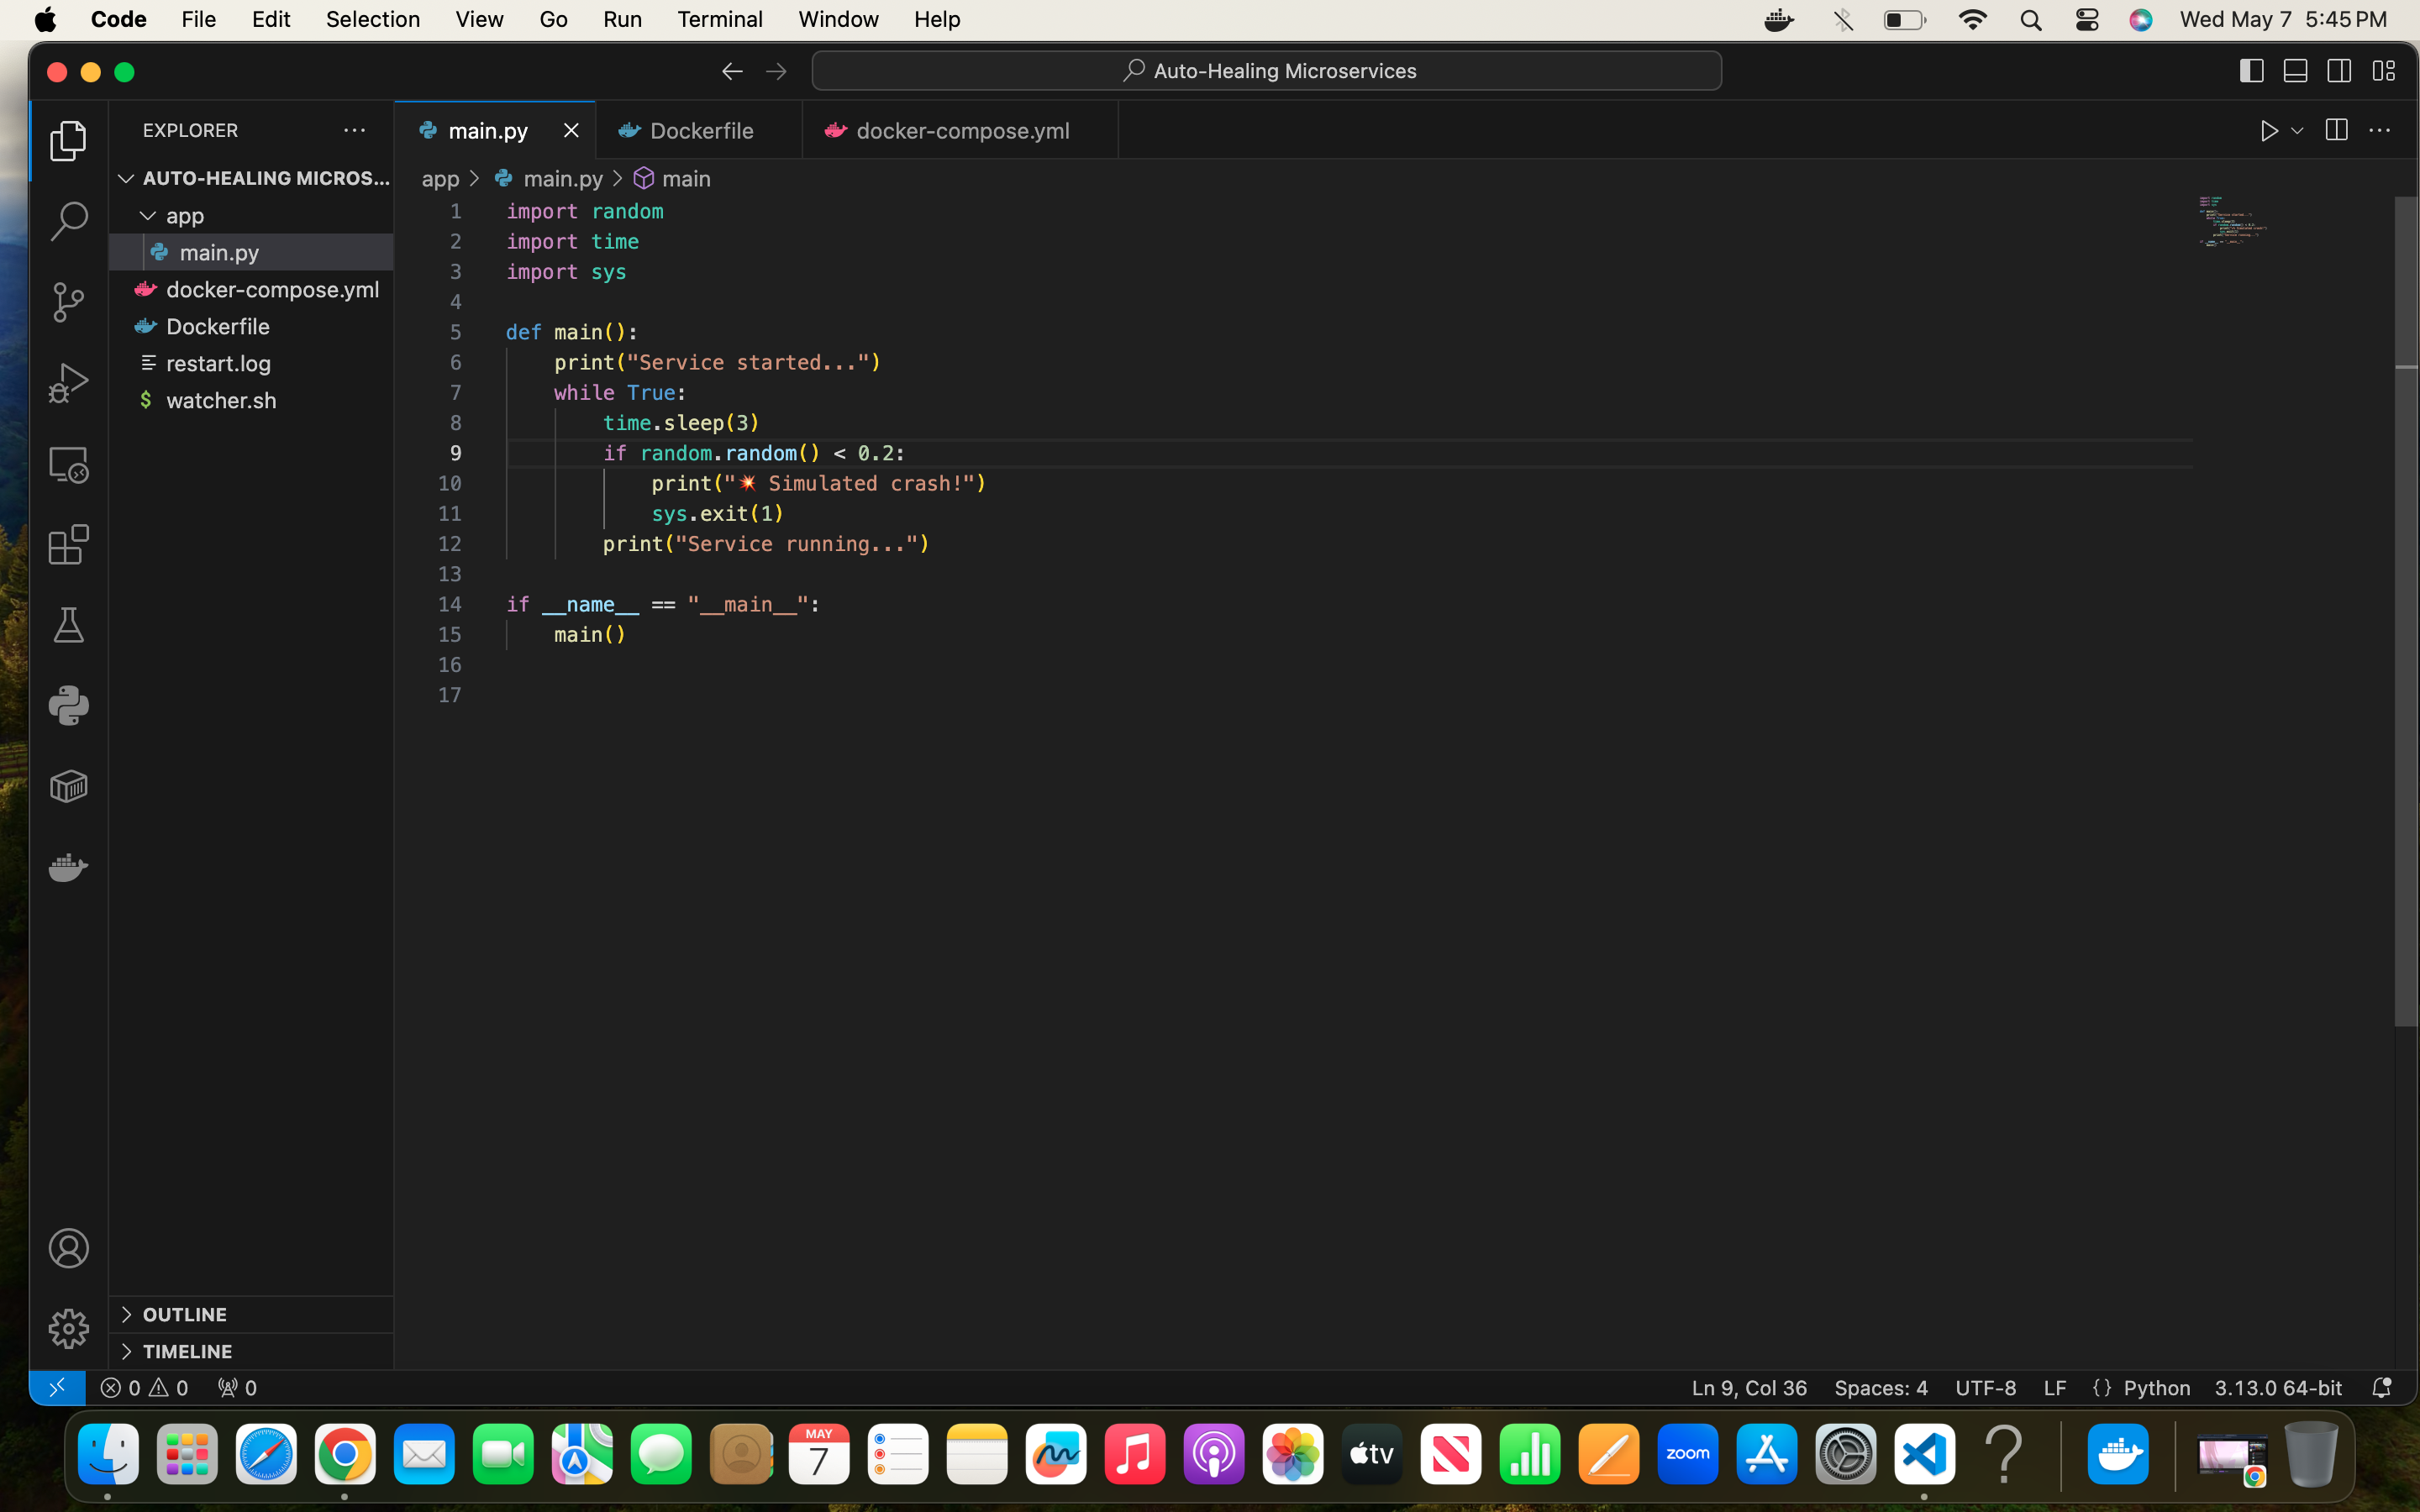 Code File Edit Selection View Go Run Terminal Window Help Wed May 7 5:45 PM
Auto-Healing Microservices
EXPLORER
AUTO-HEALING MICROS...
app
main.py
docker-compose.yml
Dockerfile
restart.log
$ watcher.sh
OUTLINE
TIMELINE
main.py Dockerfile docker-compose.yml
app > main.py > main
1 import random
2 import time
3 import sys
4
5 def main():
6 print("Service started...")
7 while True:
8 time.sleep(3)
9 if random.random() < 0.2:
10 print("💥 Simulated crash!")
11 sys.exit(1)
12 print("Service running...")
13
14 if __name__ == "__main__":
15 main()
16
17
0 0 0 Ln 9, Col 36 Spaces: 4 UTF-8 LF {} Python 3.13.0 64-bit
MAY
7
tv
zoom
?